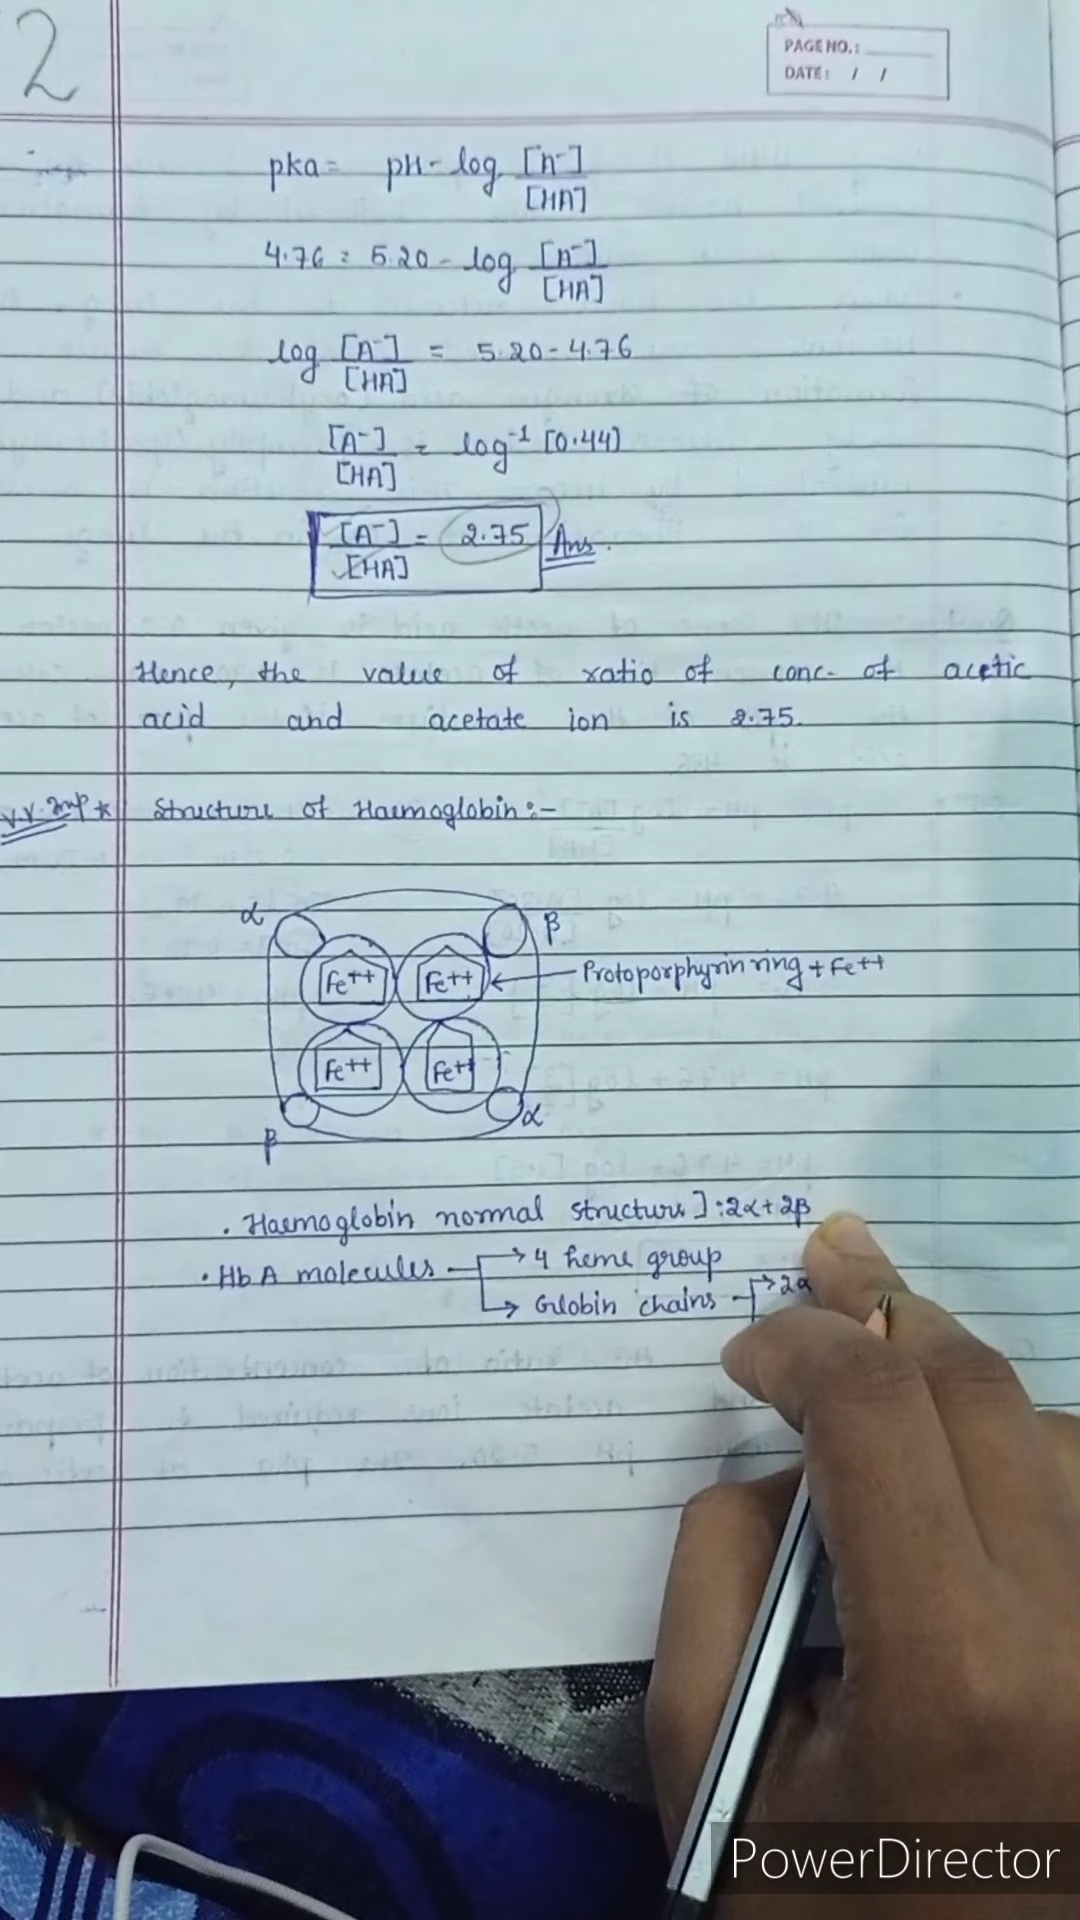 2
PAGE NO.:
DATE: / /
pka = pH - log [A-]/[HA]
4.76 = 5.20 - log [A-]/[HA]
log [A-]/[HA] = 5.20 - 4.76
[A-]/[HA] = log⁻¹ [0.44]
[A-]/[HA] = 2.75 Ans.
Hence, the value of ratio of conc. of acetic
acid and acetate ion is 2.75.
V.V. Imp * Structure of Haemoglobin :-
α β
Fe++ Fe++ ← Protoporphyrin ring + Fe++
Fe++ Fe++
β α
. Haemoglobin normal structure ] : 2α + 2β
• Hb A molecules → 4 heme group
→ Globin chains → 2α
PowerDirector